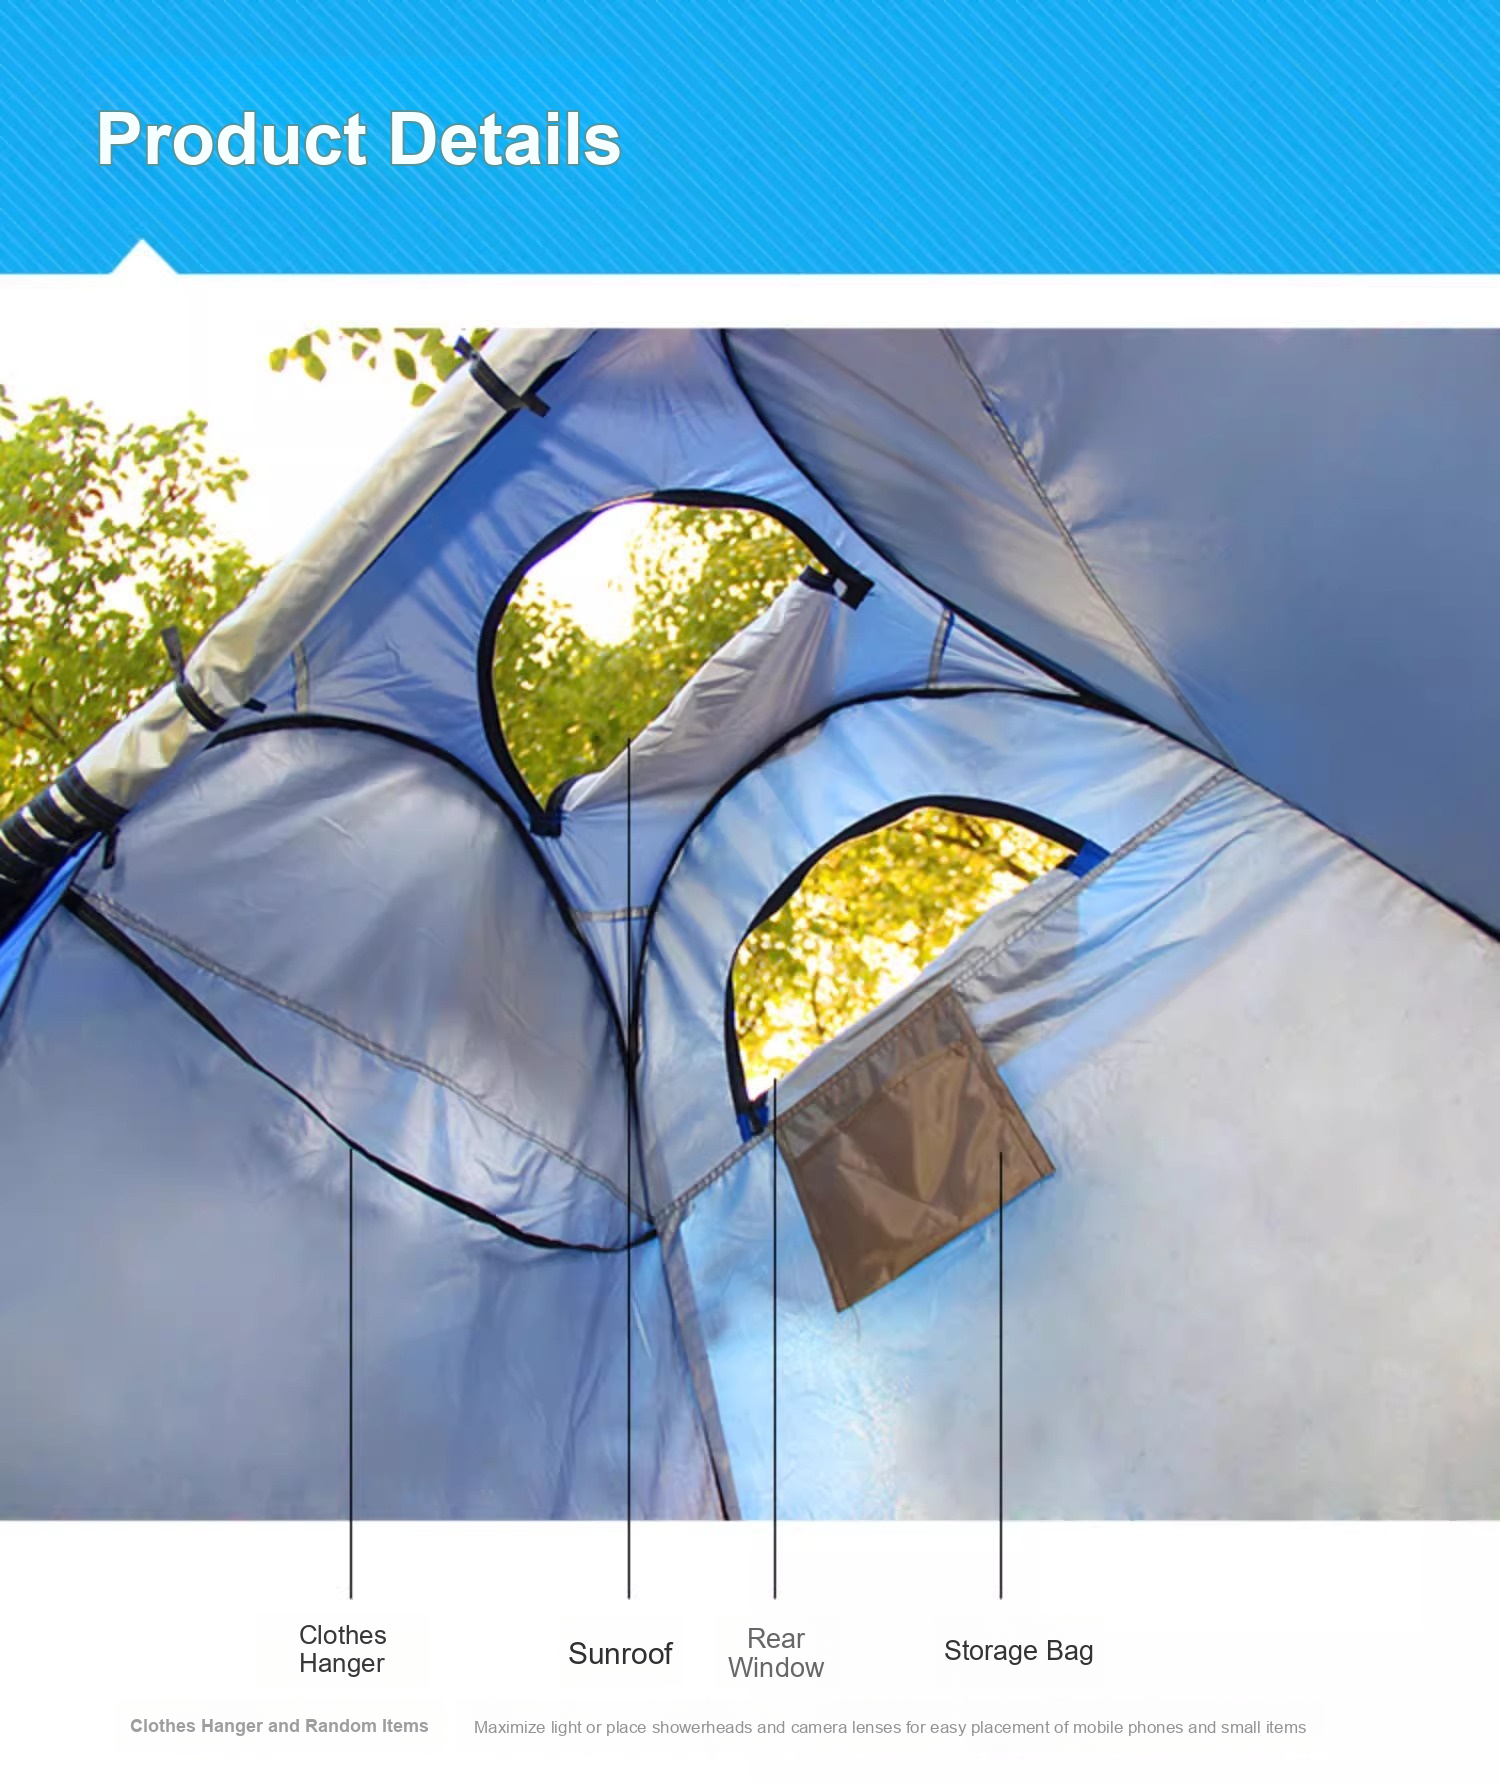 Product Details
Clothes
Hanger
Sunroof
Rear
Window
Storage Bag
Clothes Hanger and Random Items
Maximize light or place showerheads and camera lenses for easy placement of mobile phones and small items